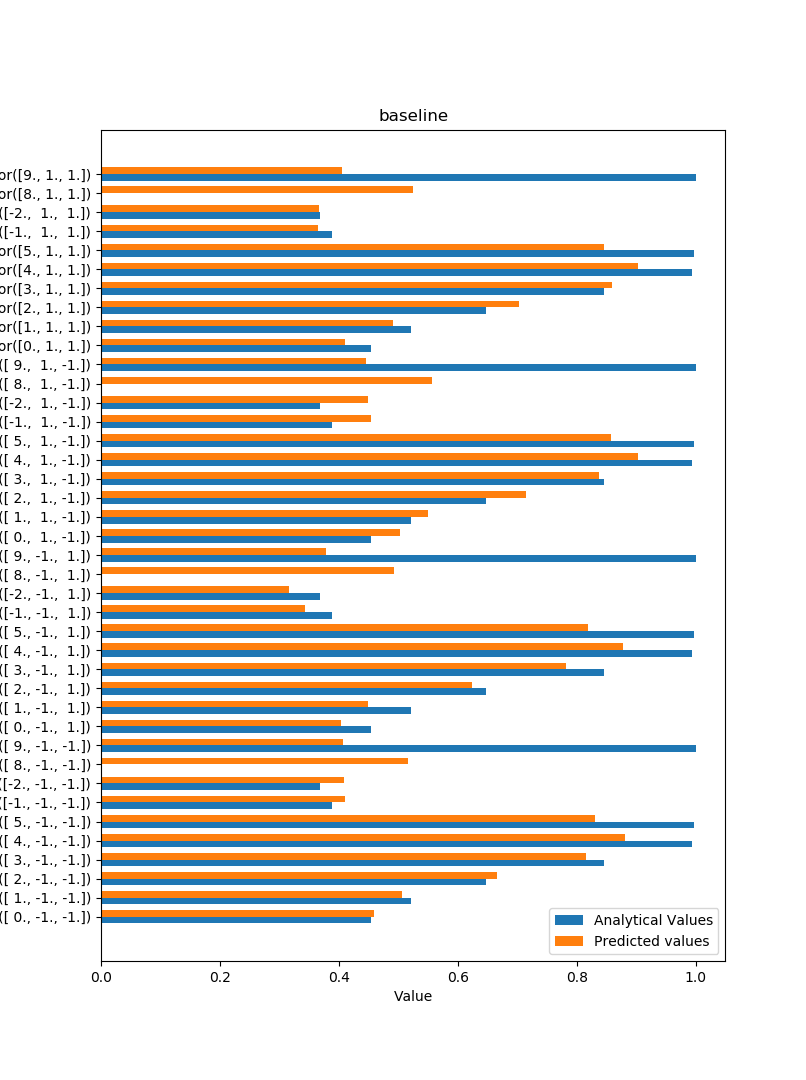 baseline
or([9., 1., 1.])
or([8., 1., 1.])
([-2.,  1.,  1.])
([-1.,  1.,  1.])
or([5., 1., 1.])
or([4., 1., 1.])
or([3., 1., 1.])
or([2., 1., 1.])
or([1., 1., 1.])
or([0., 1., 1.])
([ 9.,  1., -1.])
([ 8.,  1., -1.])
([-2.,  1., -1.])
([-1.,  1., -1.])
([ 5.,  1., -1.])
([ 4.,  1., -1.])
([ 3.,  1., -1.])
([ 2.,  1., -1.])
([ 1.,  1., -1.])
([ 0.,  1., -1.])
([ 9., -1.,  1.])
([ 8., -1.,  1.])
([-2., -1.,  1.])
([-1., -1.,  1.])
([ 5., -1.,  1.])
([ 4., -1.,  1.])
([ 3., -1.,  1.])
([ 2., -1.,  1.])
([ 1., -1.,  1.])
([ 0., -1.,  1.])
([ 9., -1., -1.])
([ 8., -1., -1.])
([-2., -1., -1.])
([-1., -1., -1.])
([ 5., -1., -1.])
([ 4., -1., -1.])
([ 3., -1., -1.])
([ 2., -1., -1.])
([ 1., -1., -1.])
([ 0., -1., -1.])
Analytical Values
Predicted values
0.0 0.2 0.4 0.6 0.8 1.0
Value